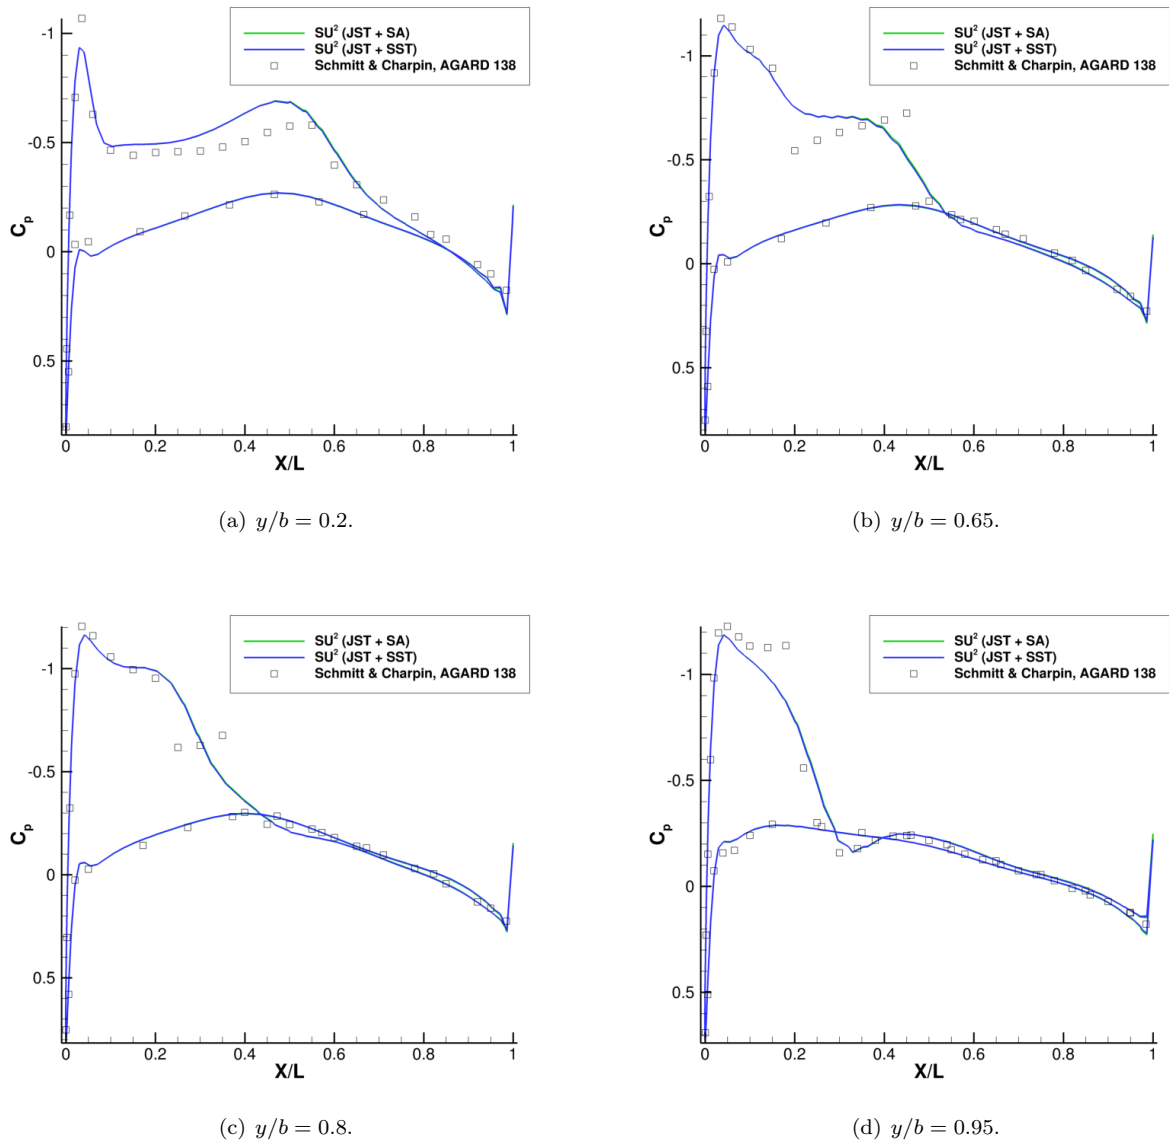 SU² (JST + SA)
SU² (JST + SST)
Schmitt & Charpin, AGARD 138
-1
-0.5
0
0.5
Cₚ
0 0.2 0.4 0.6 0.8 1
X/L
(a) y/b = 0.2.
SU² (JST + SA)
SU² (JST + SST)
Schmitt & Charpin, AGARD 138
-1
-0.5
0
0.5
Cₚ
0 0.2 0.4 0.6 0.8 1
X/L
(b) y/b = 0.65.
SU² (JST + SA)
SU² (JST + SST)
Schmitt & Charpin, AGARD 138
-1
-0.5
0
0.5
Cₚ
0 0.2 0.4 0.6 0.8 1
X/L
(c) y/b = 0.8.
SU² (JST + SA)
SU² (JST + SST)
Schmitt & Charpin, AGARD 138
-1
-0.5
0
0.5
Cₚ
0 0.2 0.4 0.6 0.8 1
X/L
(d) y/b = 0.95.